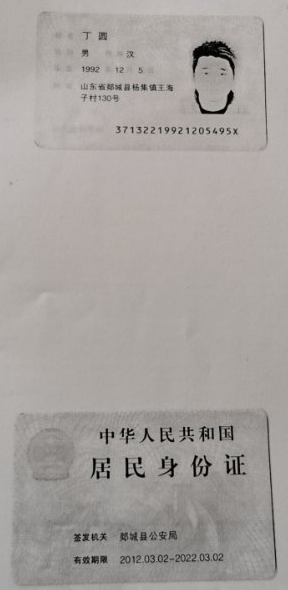 丁圆
男 汉
1992 12 5
山东省郯城县杨集镇王海
子村130号
37132219921205495X
中华人民共和国
居民身份证
签发机关 郯城县公安局
有效期限 2012.03.02-2022.03.02